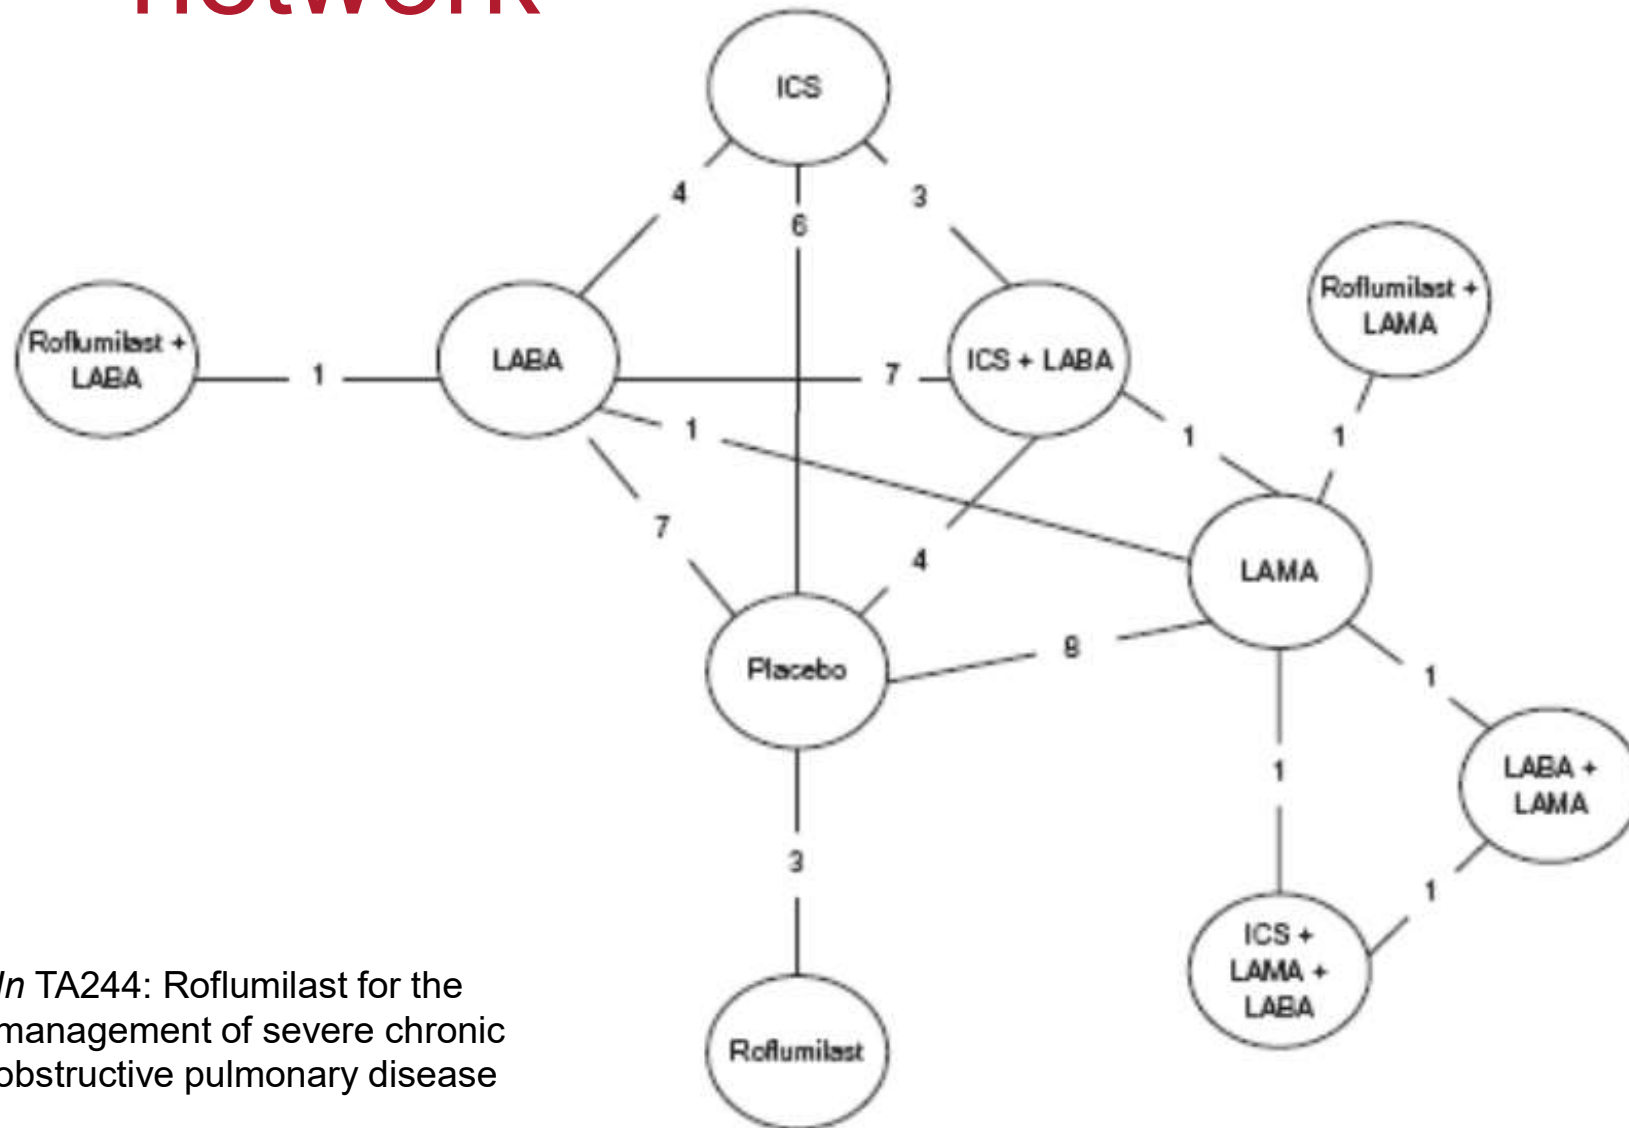 network
ICS
4
3
6
Roflumilast +
LABA
1
LABA
7
ICS + LABA
Roflumilast +
LAMA
1
1
1
7
4
LAMA
Placebo
8
1
1
LABA +
LAMA
3
1
ICS +
LAMA +
LABA
Roflumilast
In TA244: Roflumilast for the
management of severe chronic
obstructive pulmonary disease